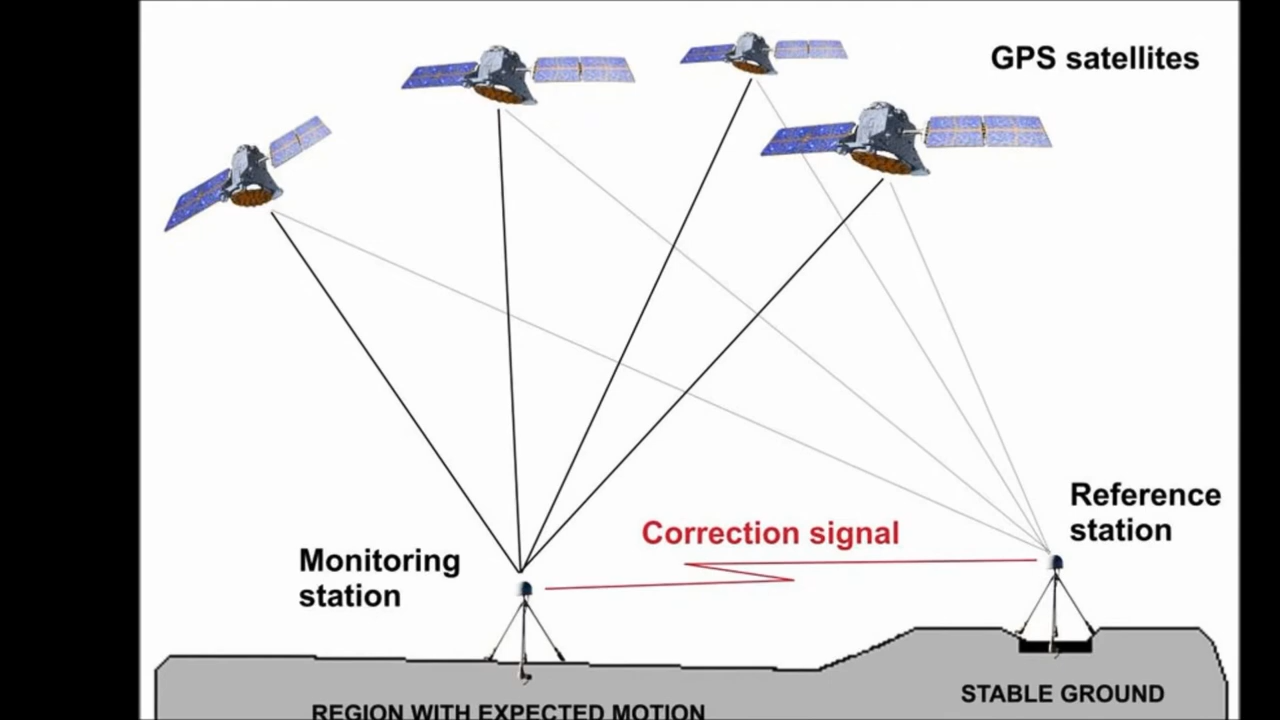 GPS satellites
Reference
station
Correction signal
Monitoring
station
STABLE GROUND
REGION WITH EXPECTED MOTION